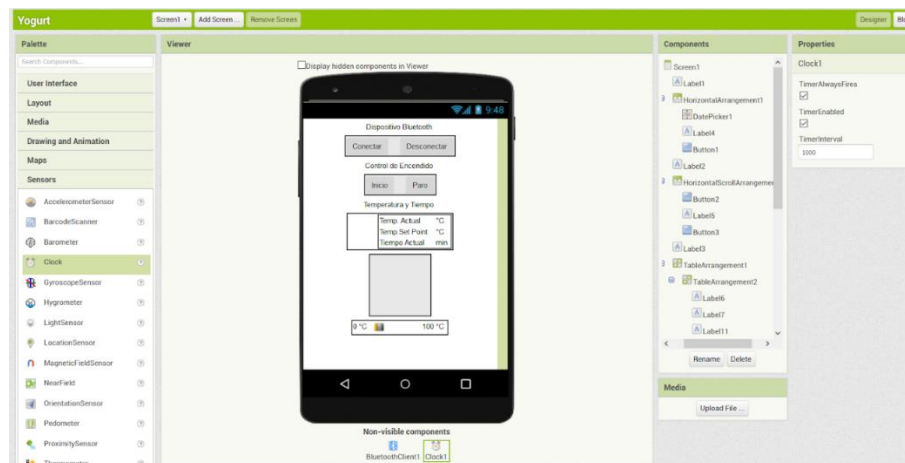 Yogurt
Screen1
Add Screen ...
Remove Screen
Designer
Palette
Viewer
Components
Properties
Search Components...
User Interface
Layout
Media
Drawing and Animation
Maps
Sensors
AccelerometerSensor
BarcodeScanner
Barometer
Clock
GyroscopeSensor
Hygrometer
LightSensor
LocationSensor
MagneticFieldSensor
NearField
OrientationSensor
Pedometer
ProximitySensor
Display hidden components in Viewer
9:48
Dispositivo Bluetooth
Conectar Desconectar
Control de Encendido
Inicio Paro
Temperatura y Tiempo
Temp. Actual °C
Temp.Set Point °C
Tiempo Actual min
0 °C 100 °C
Non-visible components
BluetoothClient1 Clock1
Screen1
Label1
HorizontalArrangement1
DatePicker1
Label4
Button1
Label2
HorizontalScrollArrangemen
Button2
Label5
Button3
Label3
TableArrangement1
TableArrangement2
Label6
Label7
Label11
Rename Delete
Media
Upload File ...
Clock1
TimerAlwaysFires
TimerEnabled
TimerInterval
1000